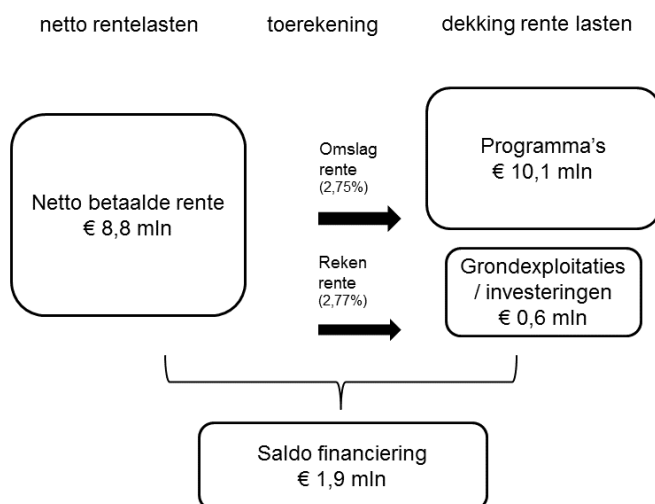 netto rentelasten toerekening dekking rente lasten
Netto betaalde rente
€ 8,8 mln
Omslag
rente
(2,75%)
Programma's
€ 10,1 mln
Reken
rente
(2,77%)
Grondexploitaties
/ investeringen
€ 0,6 mln
Saldo financiering
€ 1,9 mln